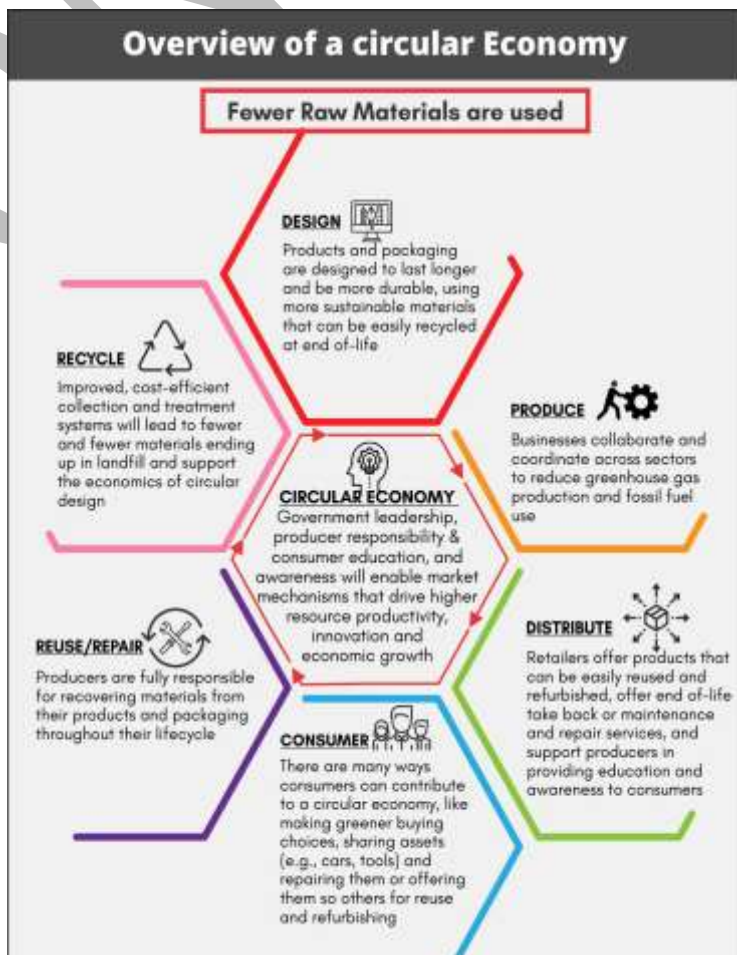 Overview of a circular Economy
Fewer Raw Materials are used
DESIGN
Products and packaging
are designed to last longer
and be more durable, using
more sustainable materials
that can be easily recycled
at end of-life
PRODUCE
Businesses collaborate and
coordinate across sectors
to reduce greenhouse gas
production and fossil fuel
use
DISTRIBUTE
Retailers offer products that
can be easily reused and
refurbished, offer end of-life
take back or maintenance
and repair services, and
support producers in
providing education and
awareness to consumers
CONSUMER
There are many ways
consumers can contribute
to a circular economy, like
making greener buying
choices, sharing assets
(e.g., cars, tools) and
repairing them or offering
them so others for reuse
and refurbishing
REUSE/REPAIR
Producers are fully responsible
for recovering materials from
their products and packaging
throughout their lifecycle
RECYCLE
Improved, cost-efficient
collection and treatment
systems will lead to fewer
and fewer materials ending
up in landfill and support
the economics of circular
design
CIRCULAR ECONOMY
Government leadership,
producer responsibility &
consumer education, and
awareness will enable market
mechanisms that drive higher
resource productivity,
innovation and
economic growth